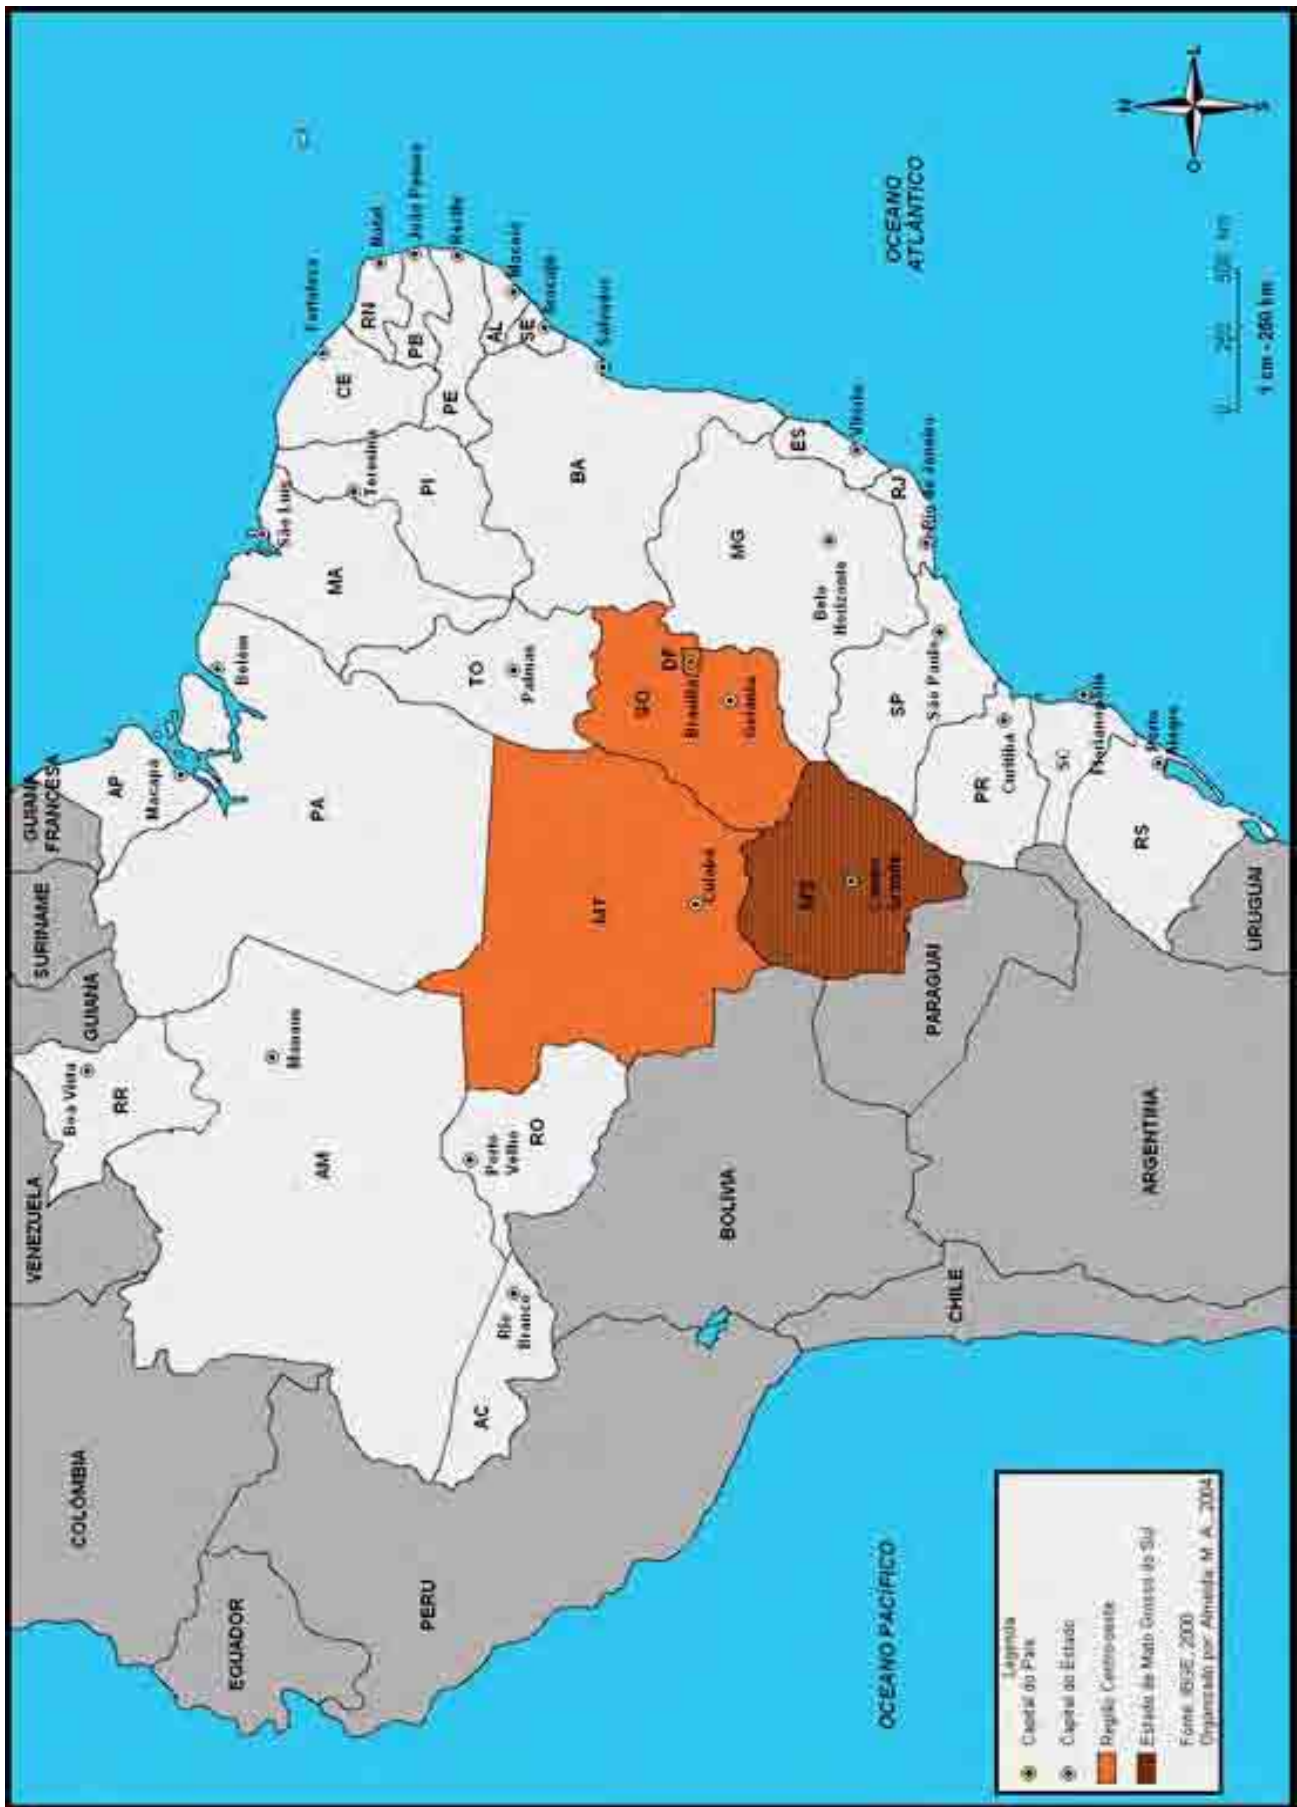 VENEZUELA
GUIANA
SURINAME
GUIANA
FRANCESA
COLÔMBIA
EQUADOR
PERU
BOLÍVIA
PARAGUAI
CHILE
ARGENTINA
URUGUAI
OCEANO PACÍFICO
OCEANO
ATLÂNTICO
Boa Vista
RR
AP
Macapá
AM
Manaus
PA
Belém
São Luís
MA
Teresina
PI
Fortaleza
CE
RN
Natal
PB
João Pessoa
PE
Recife
AL
Maceió
SE
Aracaju
BA
Salvador
AC
Rio
Branco
Porto
Velho
RO
TO
Palmas
MT
Cuiabá
GO
DF
Brasília
Goiânia
MS
Campo
Grande
MG
Belo
Horizonte
ES
Vitória
RJ
Rio de Janeiro
SP
São Paulo
PR
Curitiba
SC
Florianópolis
RS
Porto
Alegre
N
O
L
S
0 250 500 km
1 cm - 250 km
Legenda
Capital do País
Capital do Estado
Região Centro-oeste
Estado de Mato Grosso do Sul
Fonte: IBGE, 2000
Organizado por: Almeida, M. A., 2004